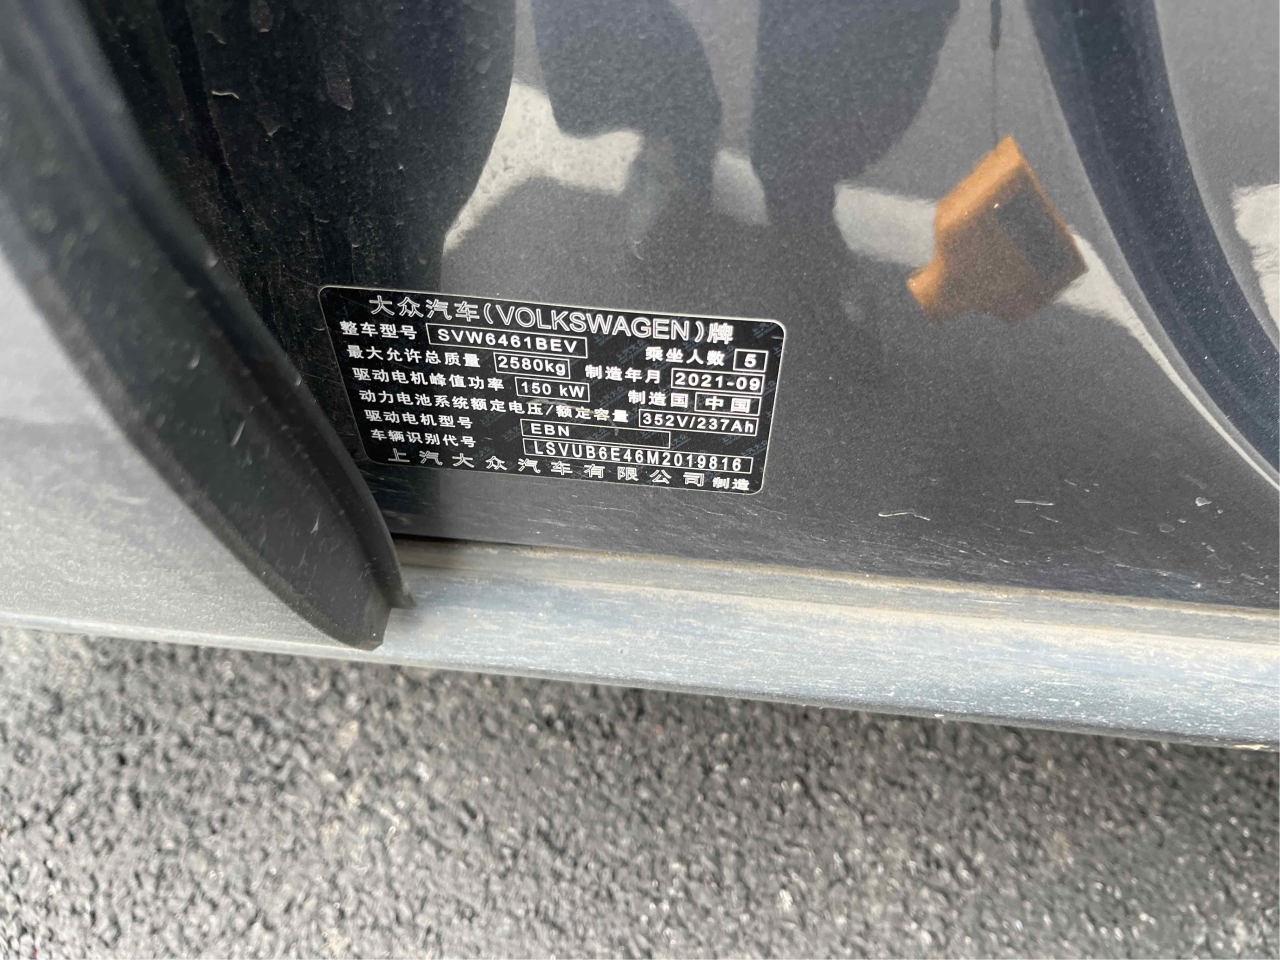 大众汽车(VOLKSWAGEN)牌
整车型号 SVW6461BEV 乘坐人数 5
最大允许总质量 2580kg 制造年月 2021-09
驱动电机峰值功率 150 kW 制造国 中国
动力电池系统额定电压/额定容量 352V/237Ah
驱动电机型号 EBN
车辆识别代号 LSVUB6E46M2019816
上汽大众汽车有限公司 制造